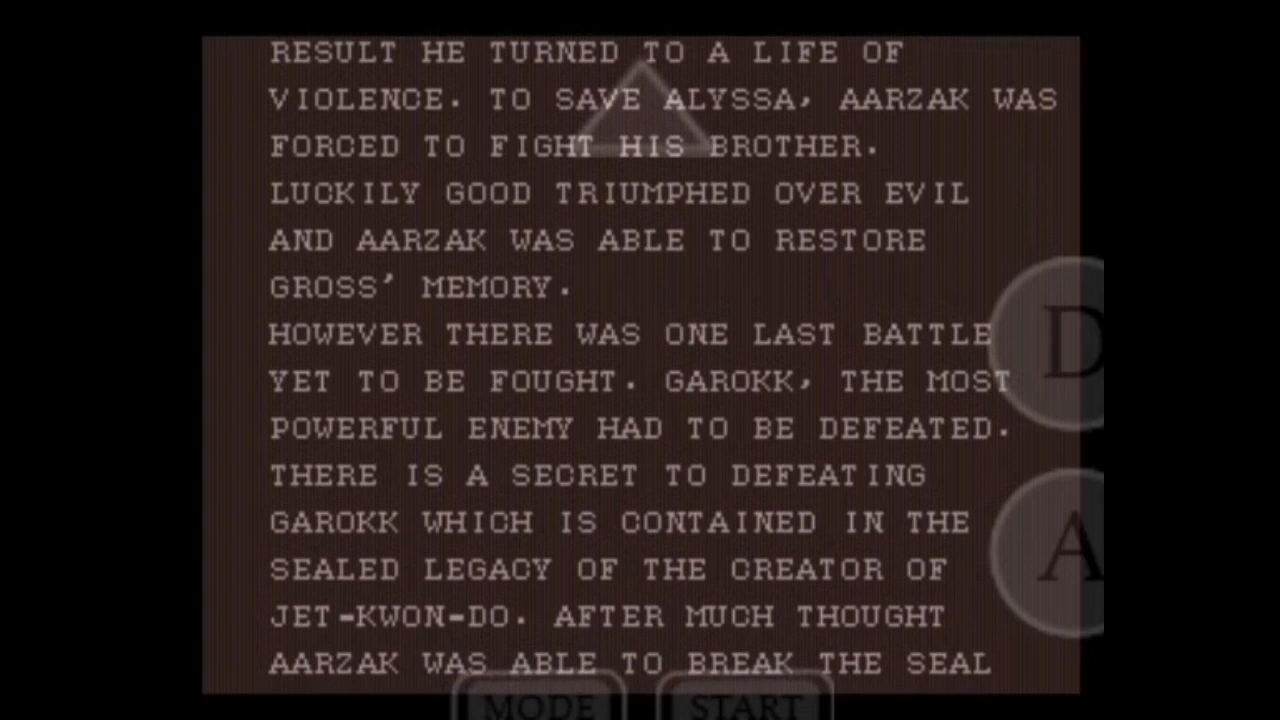 RESULT HE TURNED TO A LIFE OF
VIOLENCE. TO SAVE ALYSSA, AARZAK WAS
FORCED TO FIGHT HIS BROTHER.
LUCKILY GOOD TRIUMPHED OVER EVIL
AND AARZAK WAS ABLE TO RESTORE
GROSS' MEMORY.
HOWEVER THERE WAS ONE LAST BATTLE
YET TO BE FOUGHT. GAROKK, THE MOST
POWERFUL ENEMY HAD TO BE DEFEATED.
THERE IS A SECRET TO DEFEATING
GAROKK WHICH IS CONTAINED IN THE
SEALED LEGACY OF THE CREATOR OF
JET-KWON-DO. AFTER MUCH THOUGHT
AARZAK WAS ABLE TO BREAK THE SEAL
D
A
MODE
START